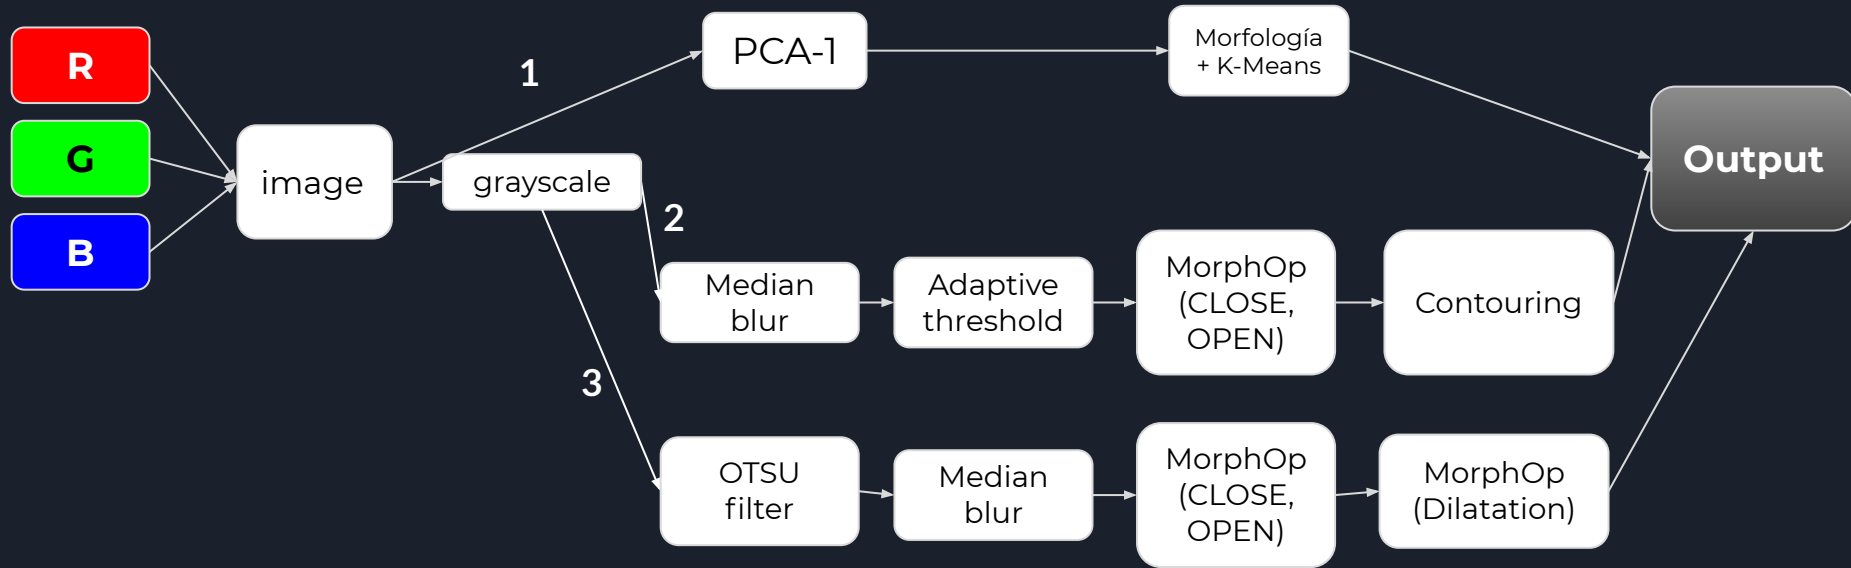 R
G
B
image
1
PCA-1
Morfología
+ K-Means
Output
grayscale
2
Median
blur
Adaptive
threshold
MorphOp
(CLOSE,
OPEN)
Contouring
3
OTSU
filter
Median
blur
MorphOp
(CLOSE,
OPEN)
MorphOp
(Dilatation)